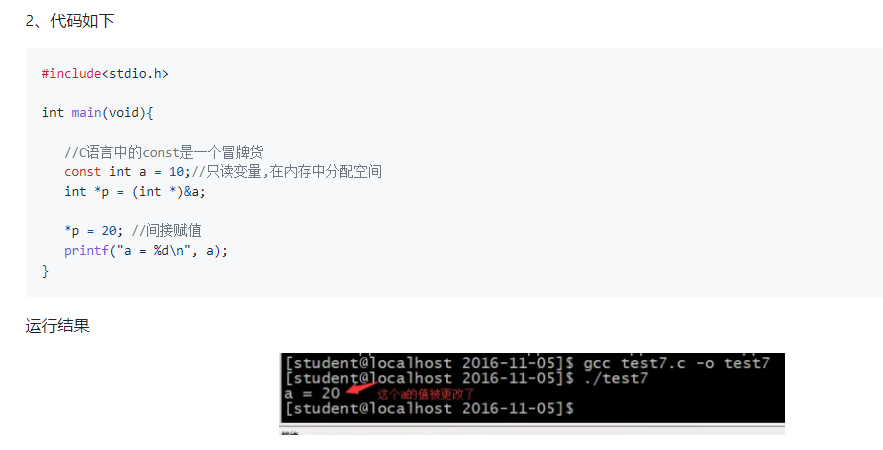 2、代码如下
#include<stdio.h>
int main(void){
//C语言中的const是一个冒牌货
const int a = 10;//只读变量,在内存中分配空间
int *p = (int *)&a;
*p = 20; //间接赋值
printf("a = %d\n", a);
}
运行结果
[student@localhost 2016-11-05]$ gcc test7.c -o test7
[student@localhost 2016-11-05]$ ./test7
a = 20 这个a的值被更改了
[student@localhost 2016-11-05]$